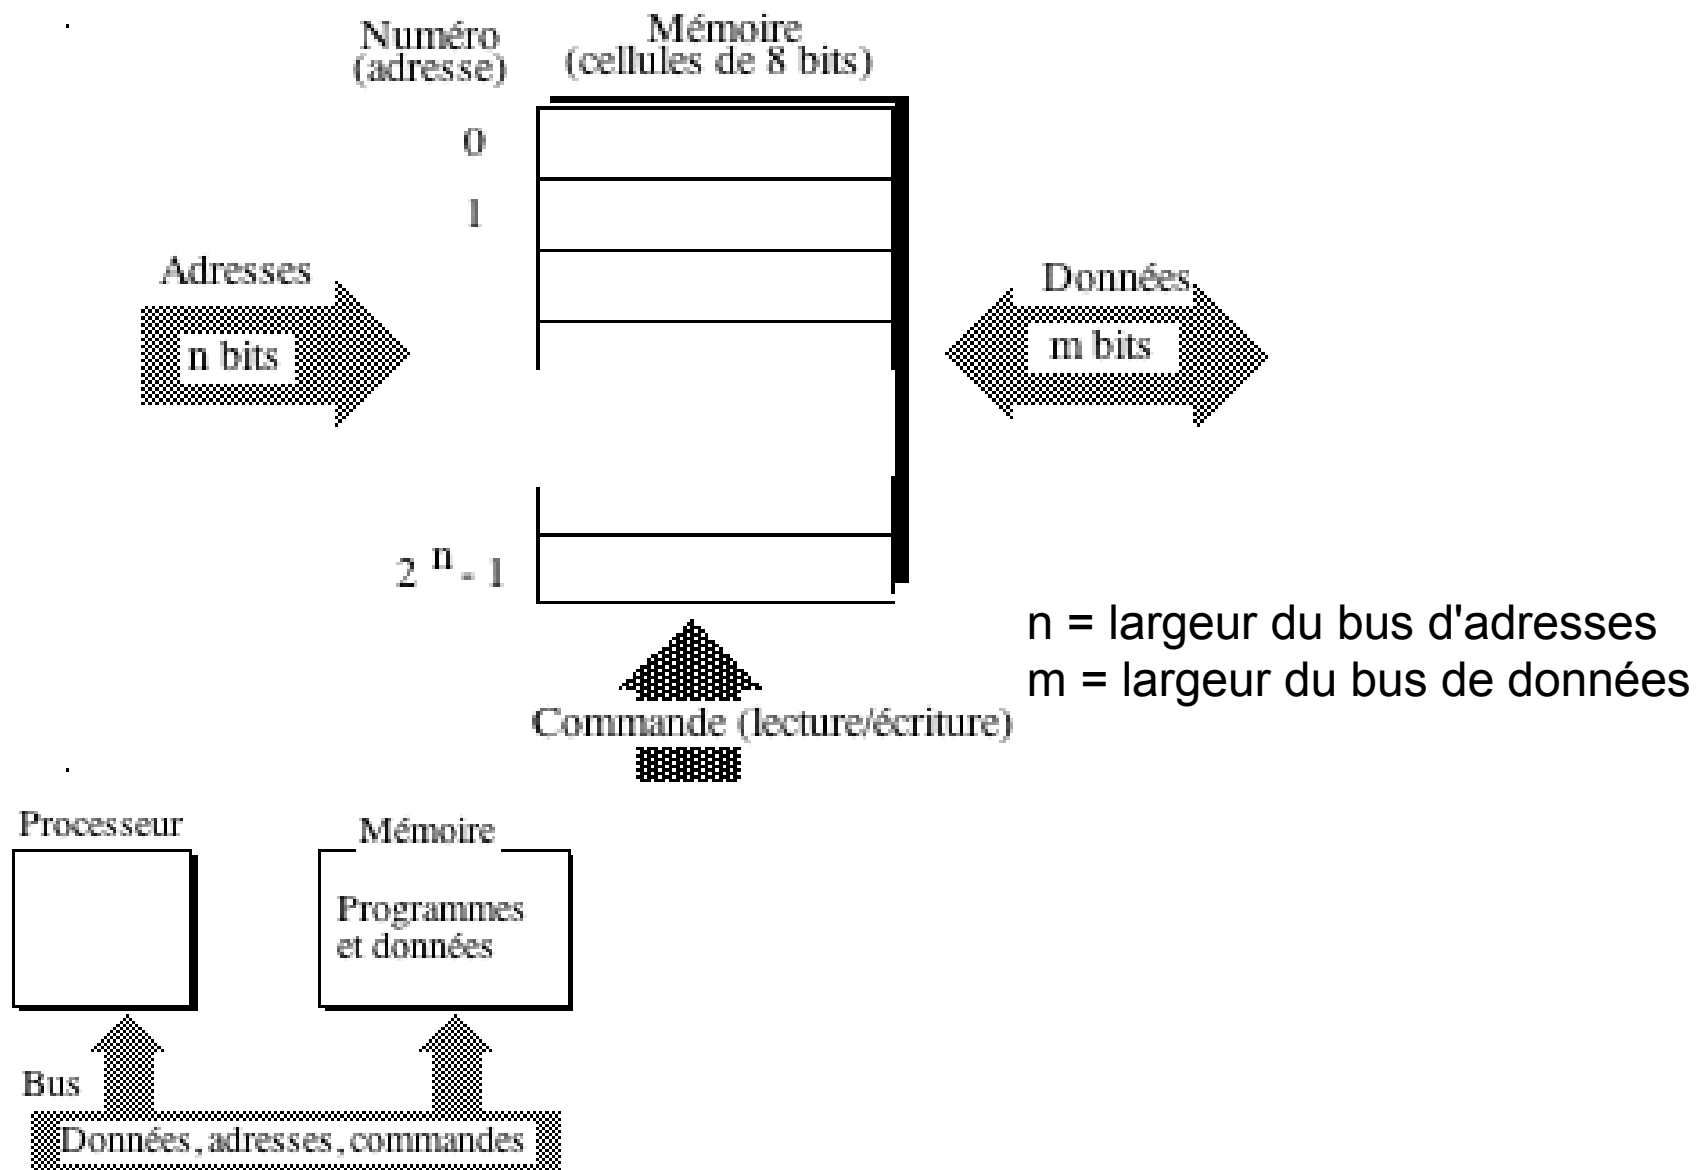 Numéro
(adresse)
Mémoire
(cellules de 8 bits)
0
1
Adresses
n bits
Données
m bits
2 n - 1
n = largeur du bus d'adresses
m = largeur du bus de données
Commande (lecture/écriture)
Processeur
Mémoire
Programmes
et données
Bus
Données, adresses, commandes